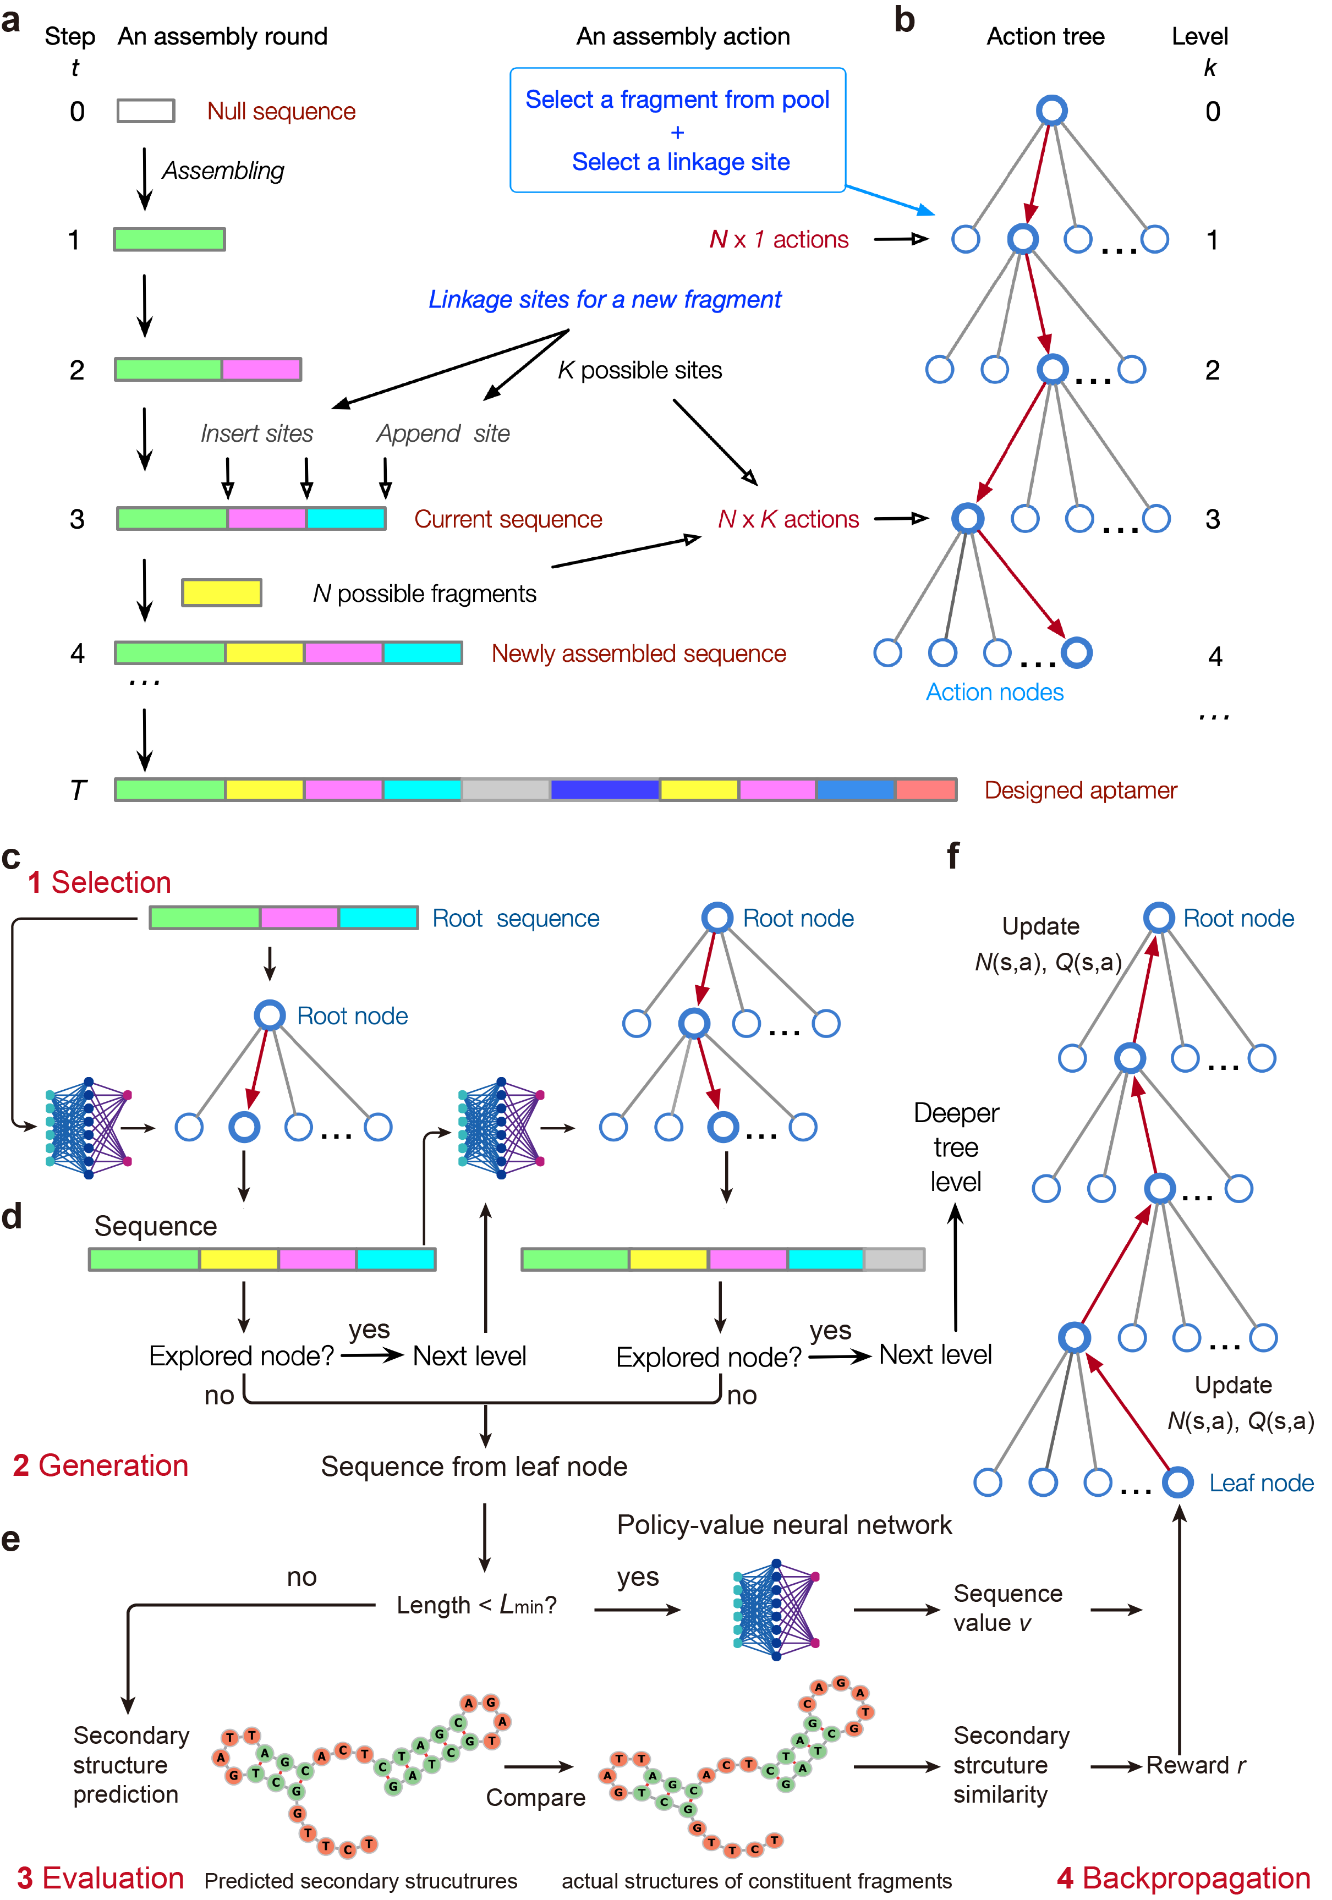 a
Step
An assembly round
An assembly action
b
Action tree
Level
t
k
Select a fragment from pool
+
Select a linkage site
0
Null sequence
0
Assembling
1
N x 1 actions
...
1
Linkage sites for a new fragment
2
K possible sites
...
2
Insert sites
Append site
3
Current sequence
N x K actions
...
3
N possible fragments
4
Newly assembled sequence
...
4
...
Action nodes
...
T
Designed aptamer
c
1 Selection
f
Root sequence
Root node
Root node
Update
N(s,a), Q(s,a)
Root node
...
...
...
...
Deeper
tree
level
...
d
Sequence
Explored node?
yes
Next level
Explored node?
yes
Next level
no
no
...
Update
N(s,a), Q(s,a)
2 Generation
Sequence from leaf node
...
Leaf node
e
Policy-value neural network
no
Length < Lmin?
yes
Sequence
value v
Secondary
structure
prediction
T T A G C A C T C T A G C A G A T G C T A G
A G T C G G T T C T
Compare
T T A G C A C T C T A G C A G A T G C T A G
A G T C G G T T C T
Secondary
strcuture
similarity
Reward r
3 Evaluation
Predicted secondary strucutrures
actual structures of constituent fragments
4 Backpropagation